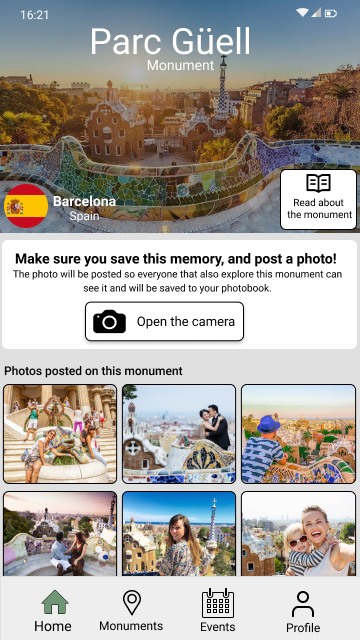 16:21
Parc Güell
Monument
Barcelona
Spain
Read about
the monument
Make sure you save this memory, and post a photo!
The photo will be posted so everyone that also explore this monument can
see it and will be saved to your photobook.
Open the camera
Photos posted on this monument
Home
Monuments
Events
Profile